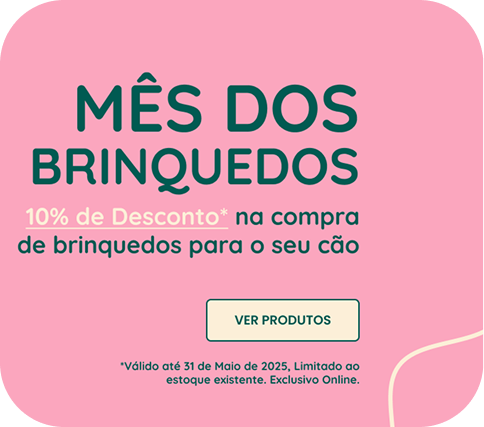 MÊS DOS
BRINQUEDOS
10% de Desconto* na compra
de brinquedos para o seu cão
VER PRODUTOS
*Válido até 31 de Maio de 2025, Limitado ao
estoque existente. Exclusivo Online.